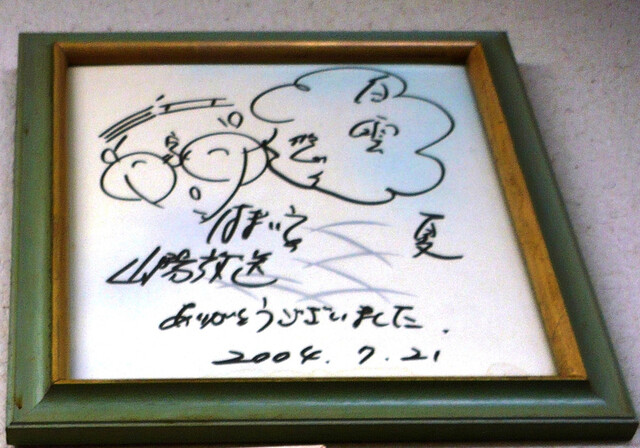 白
雲
夏
山陽放送
ありがとうございました.
2004.7.21